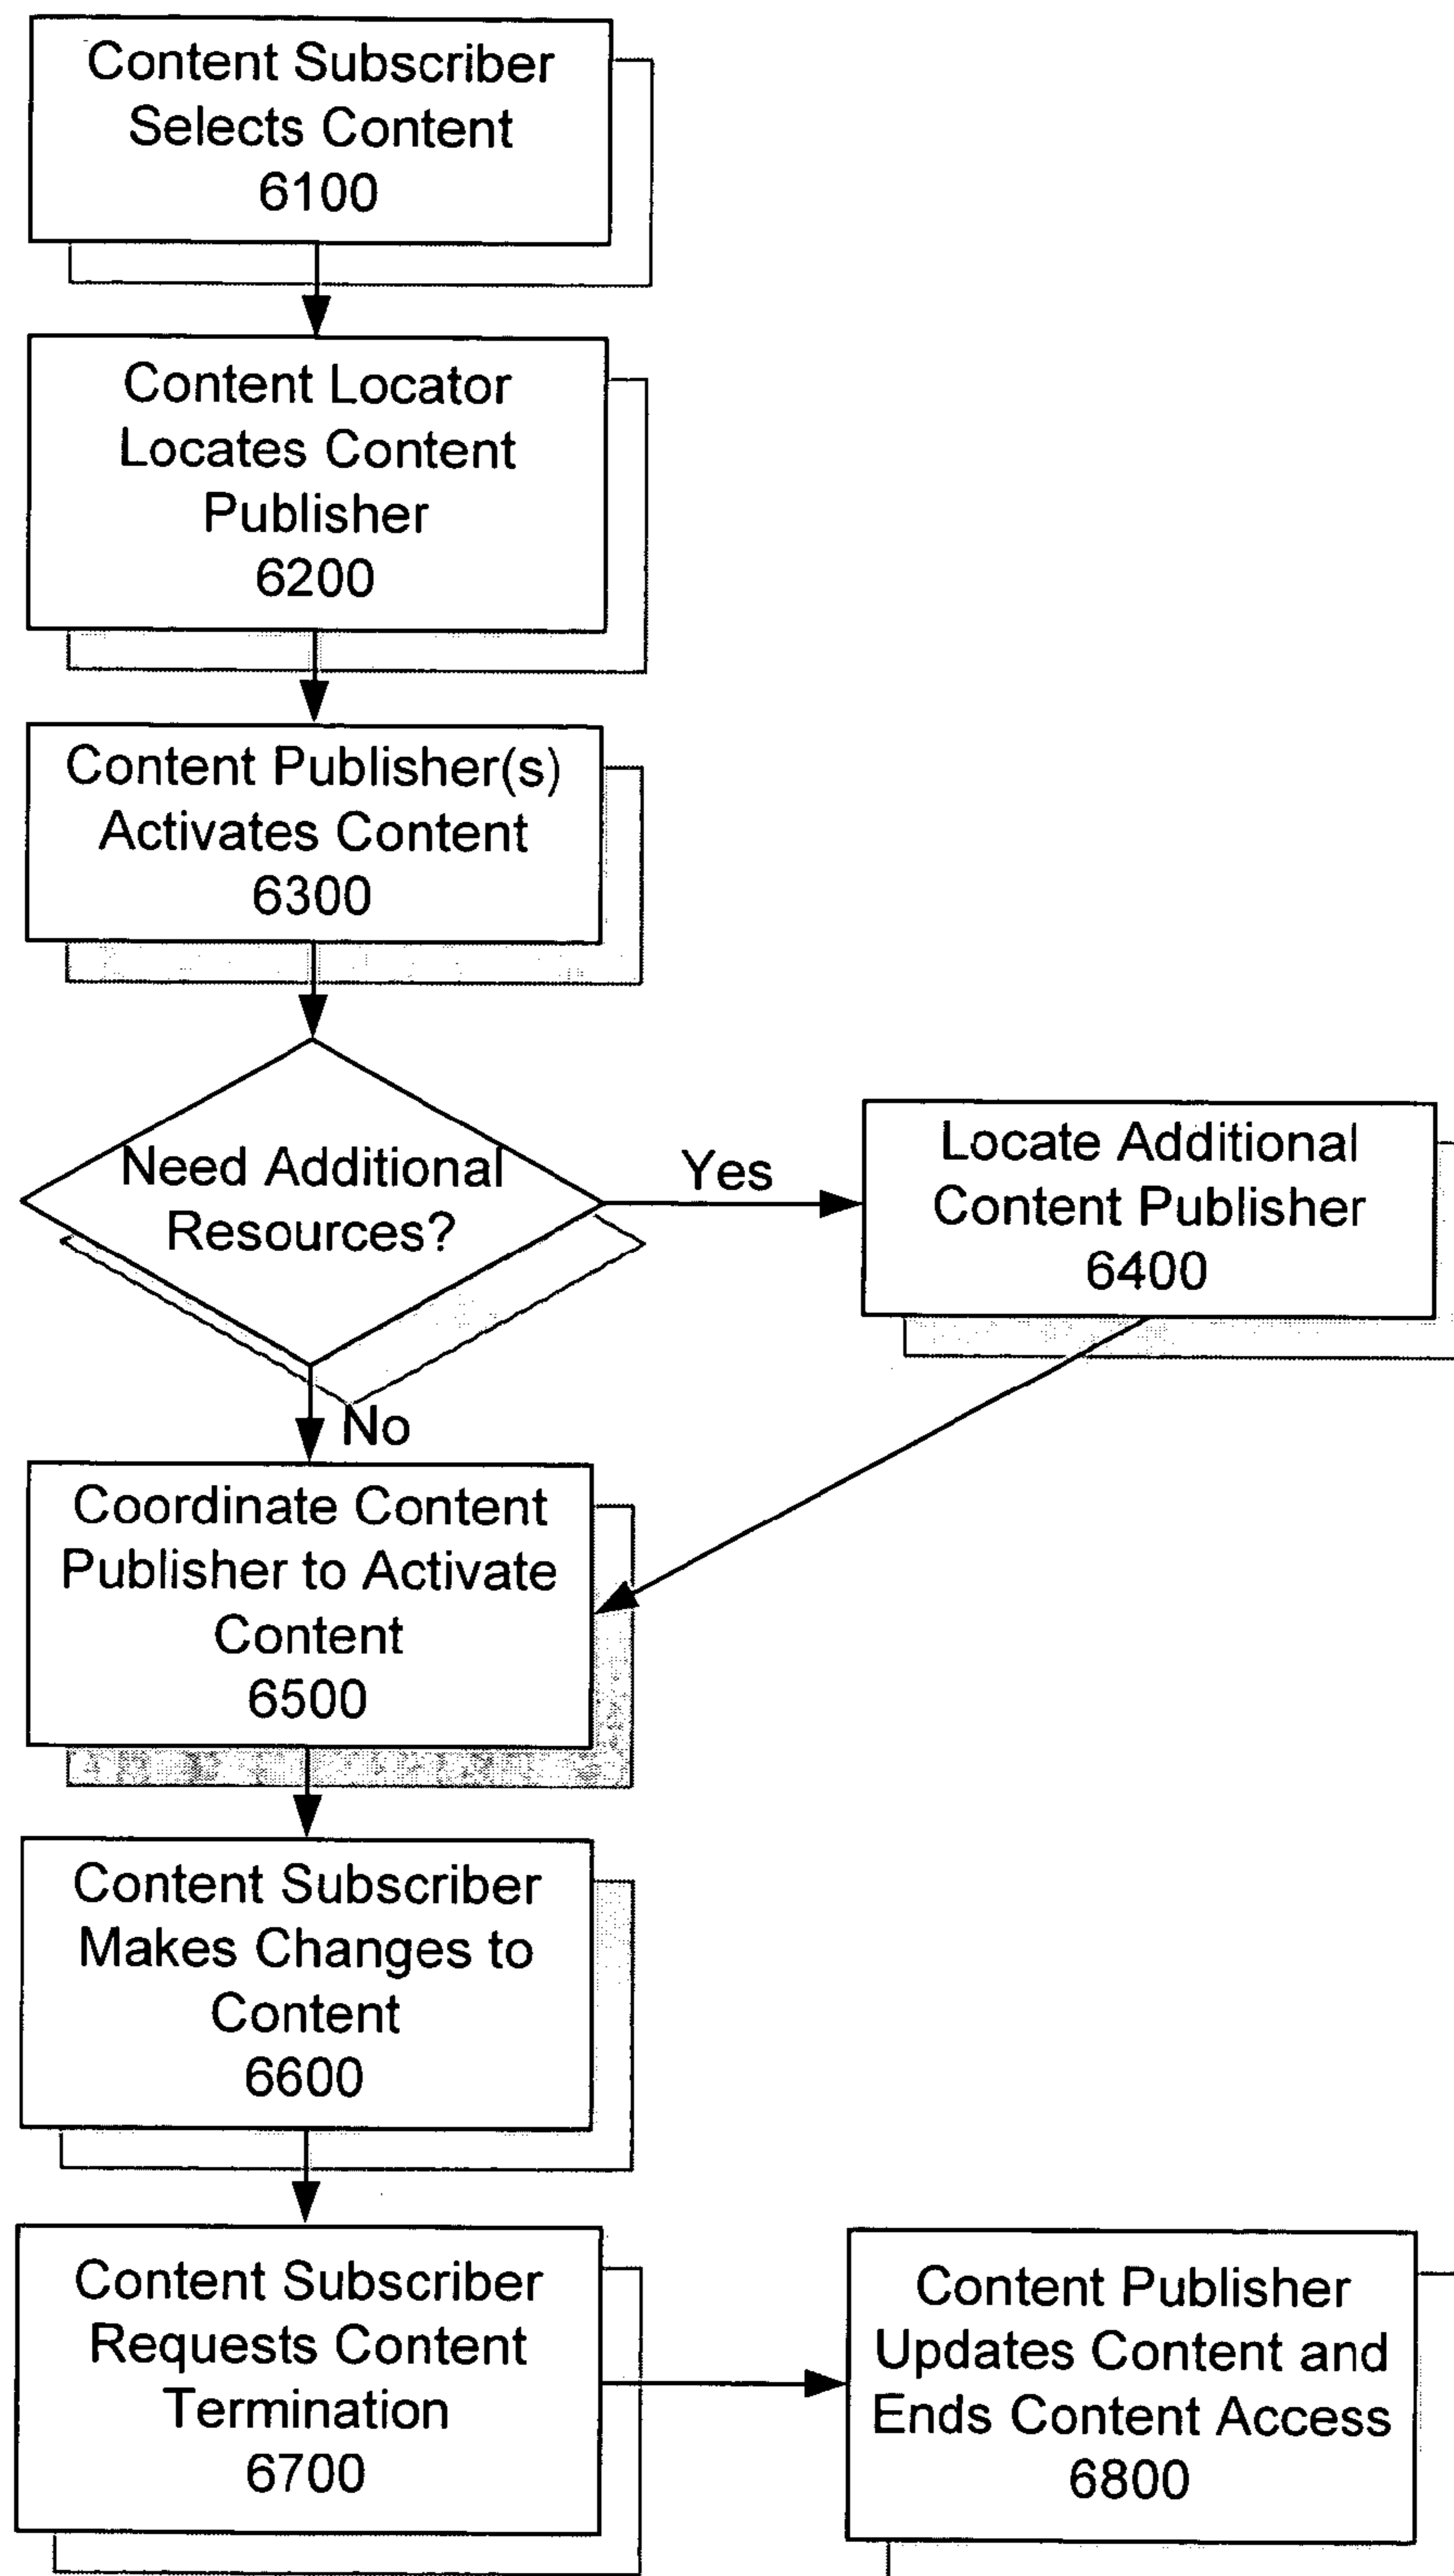 Content Subscriber
Selects Content
6100
Content Locator
Locates Content
Publisher
6200
Content Publisher(s)
Activates Content
6300
Need Additional
Resources?
Yes
Locate Additional
Content Publisher
6400
No
Coordinate Content
Publisher to Activate
Content
6500
Content Subscriber
Makes Changes to
Content
6600
Content Subscriber
Requests Content
Termination
6700
Content Publisher
Updates Content and
Ends Content Access
6800